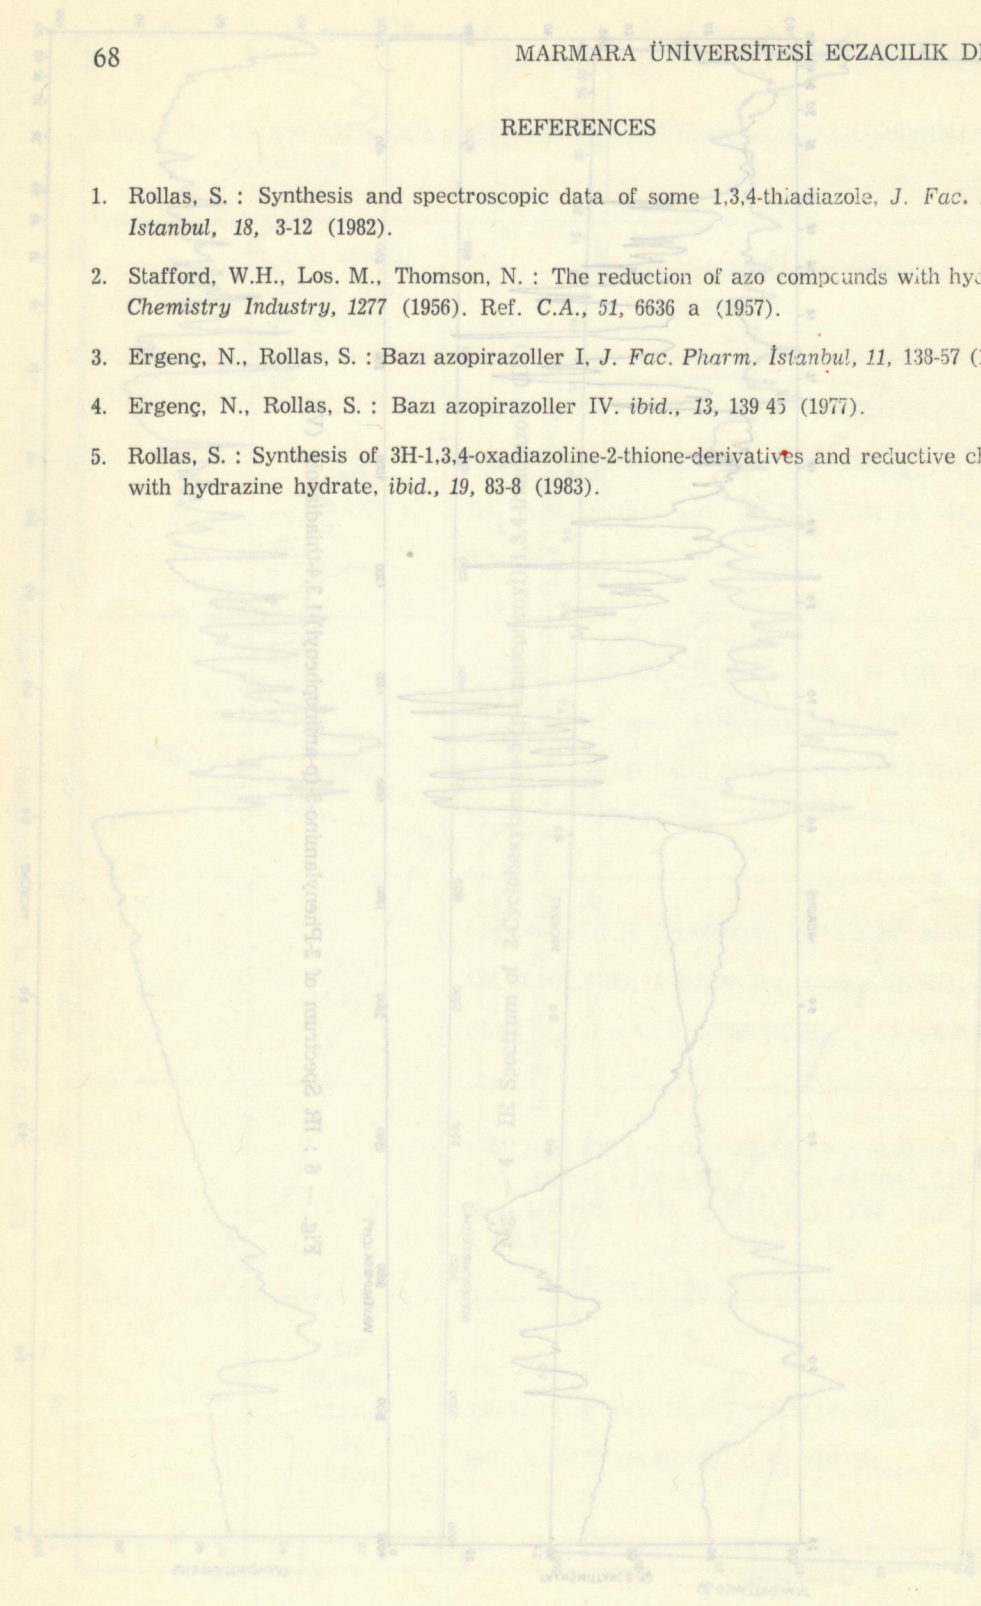 68
MARMARA ÜNİVERSİTESİ ECZACILIK
REFERENCES
1. Rollas, S. : Synthesis and spectroscopic data of some 1,3,4-thiadiazole, J. Fac.
Istanbul, 18, 3-12 (1982).
2. Stafford, W.H., Los. M., Thomson, N. : The reduction of azo compounds with
Chemistry Industry, 1277 (1956). Ref. C.A., 51, 6636 a (1957).
3. Ergenç, N., Rollas, S. : Bazı azopirazoller I, J. Fac. Pharm. İstanbul, 11, 138-57
4. Ergenç, N., Rollas, S. : Bazı azopirazoller IV. ibid., 13, 139 45 (1977).
5. Rollas, S. : Synthesis of 3H-1,3,4-oxadiazoline-2-thione-derivatives and reductive
with hydrazine hydrate, ibid., 19, 83-8 (1983).